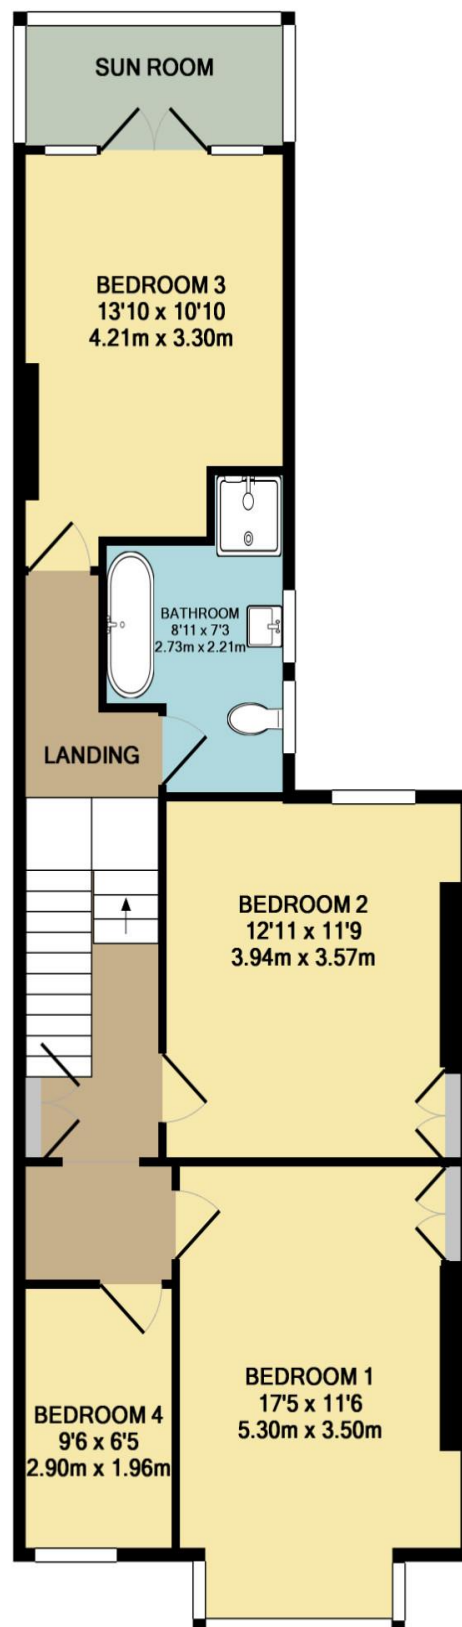 SUN ROOM
BEDROOM 3
13'10 x 10'10
4.21m x 3.30m
BATHROOM
8'11 x 7'3
2.73m x 2.21m
LANDING
BEDROOM 2
12'11 x 11'9
3.94m x 3.57m
BEDROOM 1
17'5 x 11'6
5.30m x 3.50m
BEDROOM 4
9'6 x 6'5
2.90m x 1.96m